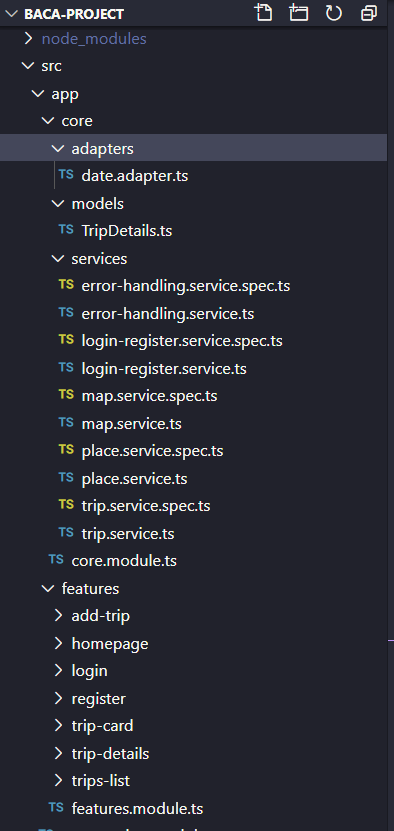 BACA-PROJECT
node_modules
src
app
core
adapters
TS date.adapter.ts
models
TS TripDetails.ts
services
TS error-handling.service.spec.ts
TS error-handling.service.ts
TS login-register.service.spec.ts
TS login-register.service.ts
TS map.service.spec.ts
TS map.service.ts
TS place.service.spec.ts
TS place.service.ts
TS trip.service.spec.ts
TS trip.service.ts
TS core.module.ts
features
add-trip
homepage
login
register
trip-card
trip-details
trips-list
TS features.module.ts